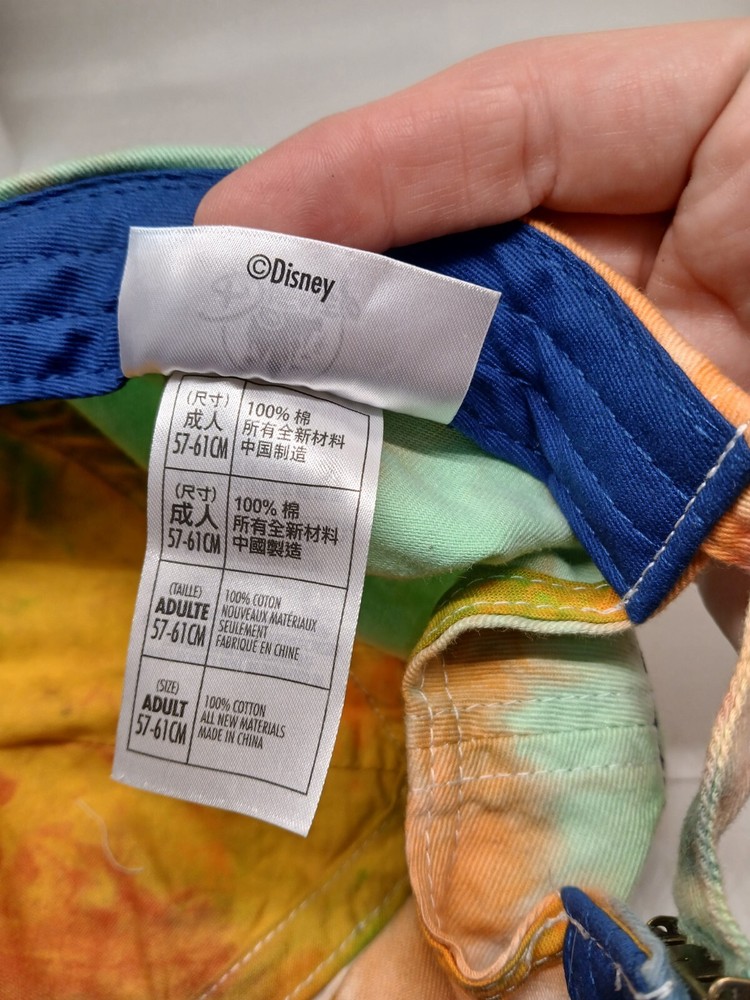 ©Disney
(尺寸)
成人
57-61CM
100% 棉
所有全新材料
中国制造
(尺寸)
成人
57-61CM
100% 棉
所有全新材料
中國製造
(TAILLE)
ADULTE
57-61CM
100% COTON
NOUVEAUX MATÉRIAUX
SEULEMENT
FABRIQUÉ EN CHINE
(SIZE)
ADULT
57-61CM
100% COTTON
ALL NEW MATERIALS
MADE IN CHINA